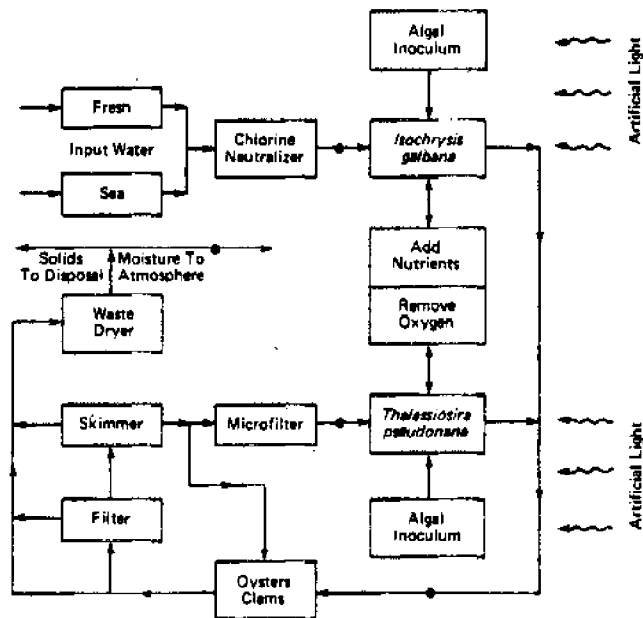 Algal
Inoculum
Artificial Light
Fresh
Input Water
Sea
Chlorine
Neutralizer
Isochrysis
galbana
Solids
To Disposal
Moisture To
Atmosphere
Add
Nutrients
Remove
Oxygen
Waste
Dryer
Skimmer
Microfilter
Thalassiosira
pseudonana
Artificial Light
Filter
Algal
Inoculum
Oysters
Clams